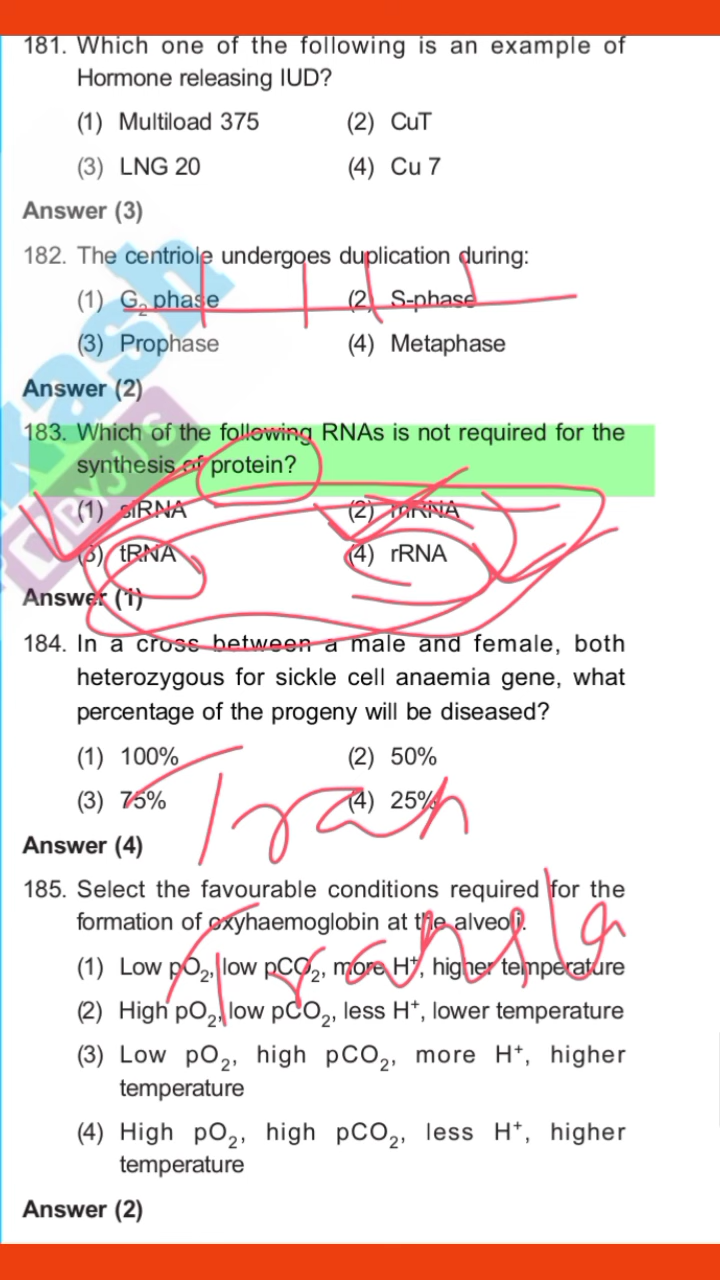 181. Which one of the following is an example of
Hormone releasing IUD?
(1) Multiload 375 (2) CuT
(3) LNG 20 (4) Cu 7
Answer (3)
182. The centriole undergoes duplication during:
(1) G₂ phase (2) S-phase
(3) Prophase (4) Metaphase
Answer (2)
183. Which of the following RNAs is not required for the
synthesis of protein?
(1) siRNA (2) mRNA
(3) tRNA (4) rRNA
Answer (1)
184. In a cross between a male and female, both
heterozygous for sickle cell anaemia gene, what
percentage of the progeny will be diseased?
(1) 100% (2) 50%
(3) 75% (4) 25%
Answer (4)
Tran
185. Select the favourable conditions required for the
formation of oxyhaemoglobin at the alveoli.
(1) Low pO₂, low pCO₂, more H⁺, higher temperature
(2) High pO₂, low pCO₂, less H⁺, lower temperature
(3) Low pO₂, high pCO₂, more H⁺, higher
temperature
(4) High pO₂, high pCO₂, less H⁺, higher
temperature
Answer (2)